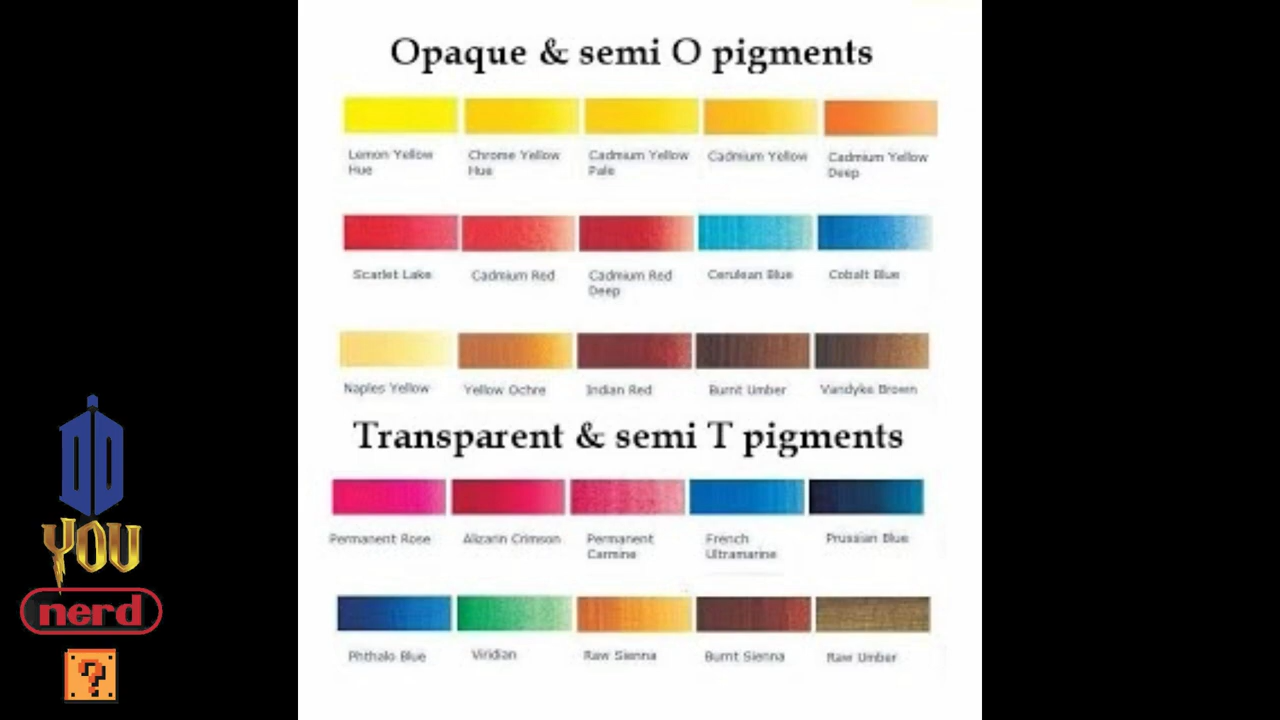 Opaque & semi O pigments
Lemon Yellow
Hue
Chrome Yellow
Hue
Cadmium Yellow
Pale
Cadmium Yellow
Cadmium Yellow
Deep
Scarlet Lake
Cadmium Red
Cadmium Red
Deep
Cerulean Blue
Cobalt Blue
Naples Yellow
Yellow Ochre
Indian Red
Burnt Umber
Vandyke Brown
Transparent & semi T pigments
Permanent Rose
Alizarin Crimson
Permanent
Carmine
French
Ultramarine
Prussian Blue
Phthalo Blue
Viridian
Raw Sienna
Burnt Sienna
Raw Umber
DO
YOU
nerd
?